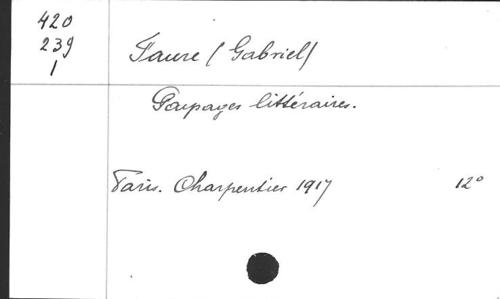 420
239
1
Faure (Gabriel)
Paysages littéraires.
Paris. Charpentier 1917 12°